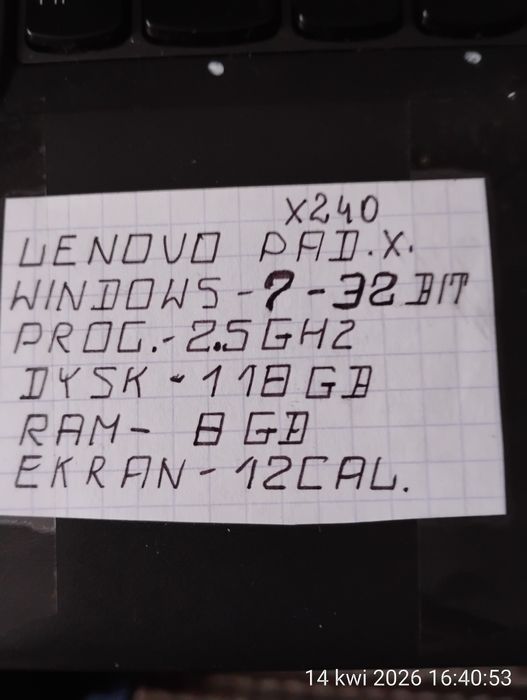 X240
LENOVO PAD.X.
WINDOWS-7-32BIT
PROC.-2.5GHZ
DYSK-118GB
RAM- 8GB
EKRAN-12CAL.
14 kwi 2026 16:40:53